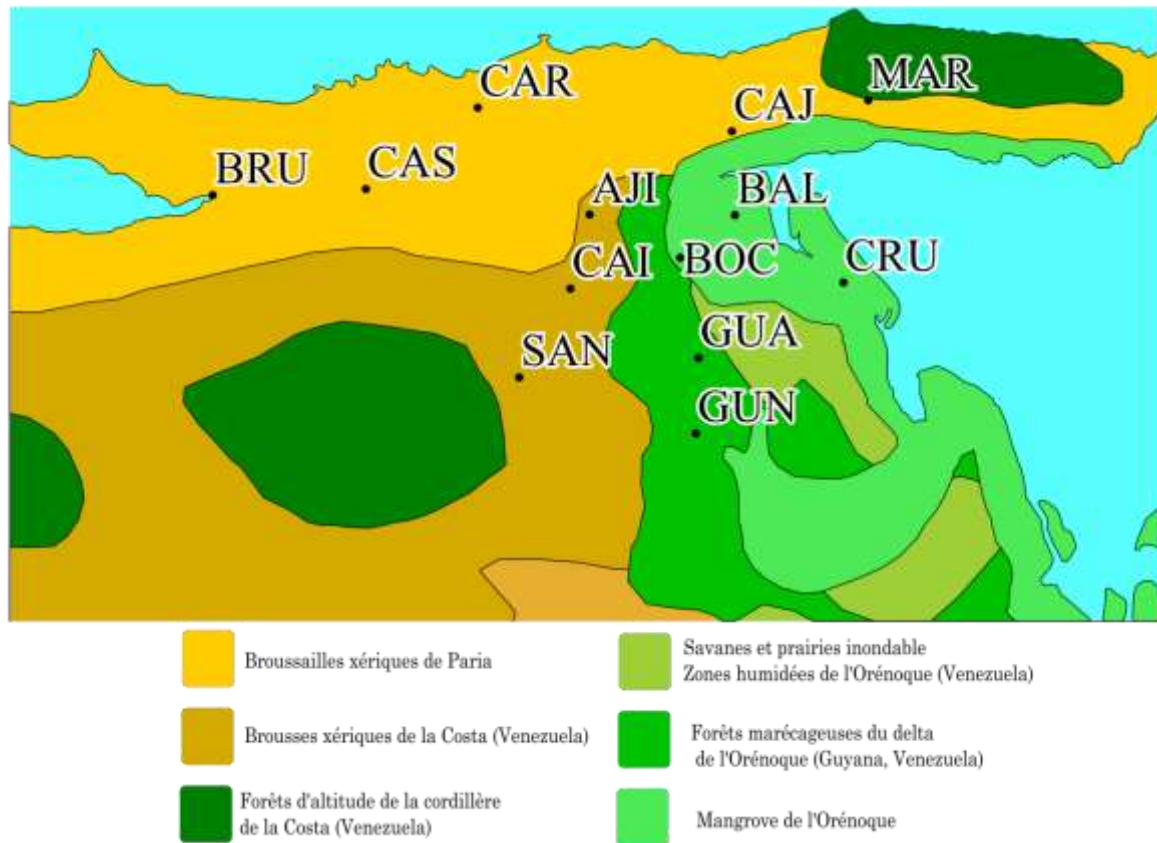 CAR
MAR
CAJ
BRU
CAS
AJI
BAL
CAI
BOC
CRU
SAN
GUA
GUN
Broussailles xériques de Paria
Savanes et prairies inondable
Zones humidées de l'Orénoque (Venezuela)
Brousses xériques de la Costa (Venezuela)
Forêts marécageuses du delta
de l'Orénoque (Guyana, Venezuela)
Forêts d'altitude de la cordillère
de la Costa (Venezuela)
Mangrove de l'Orénoque